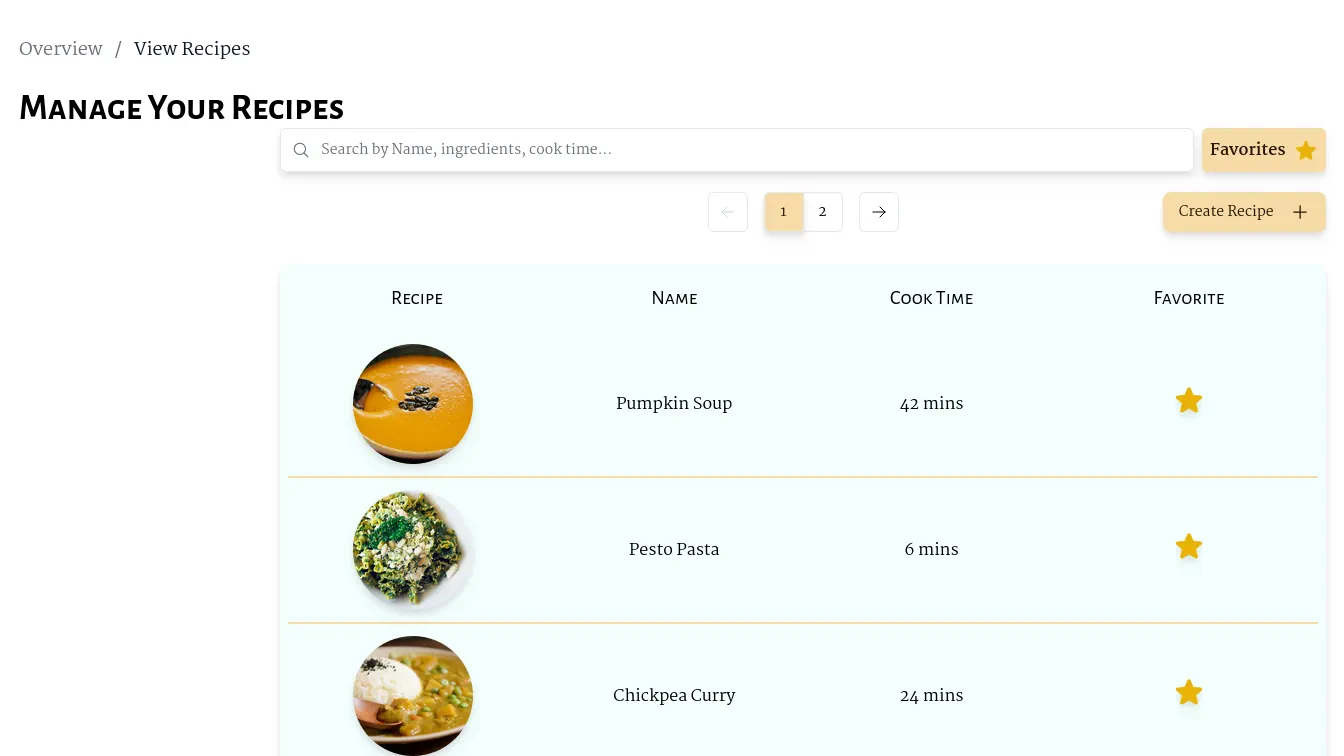 Overview / View Recipes
Manage Your Recipes
Search by Name, ingredients, cook time...
Favorites
1 2
Create Recipe
Recipe Name Cook Time Favorite
Pumpkin Soup 42 mins
Pesto Pasta 6 mins
Chickpea Curry 24 mins